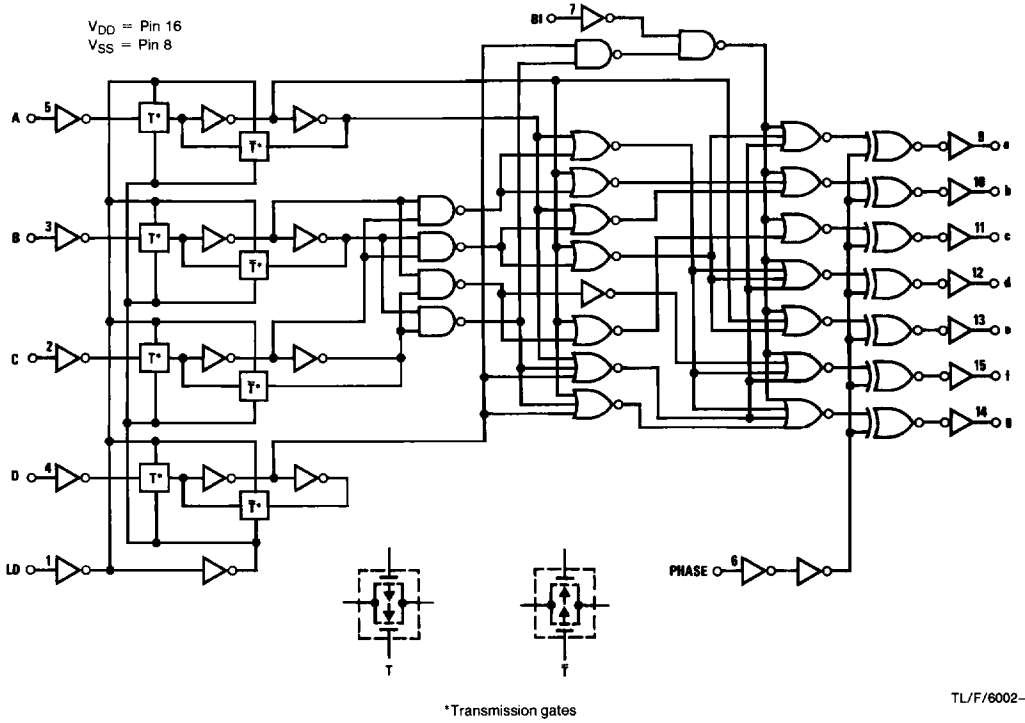 V_DD = Pin 16
V_SS = Pin 8
BI 7
A 5 T* T̄* 9 a
10 b
B 3 T* T̄* 11 c
12 d
C 2 T* T̄* 13 e
15 f
14 g
D 4 T* T̄*
LD 1
PHASE 6
T T̄
*Transmission gates
TL/F/6002–